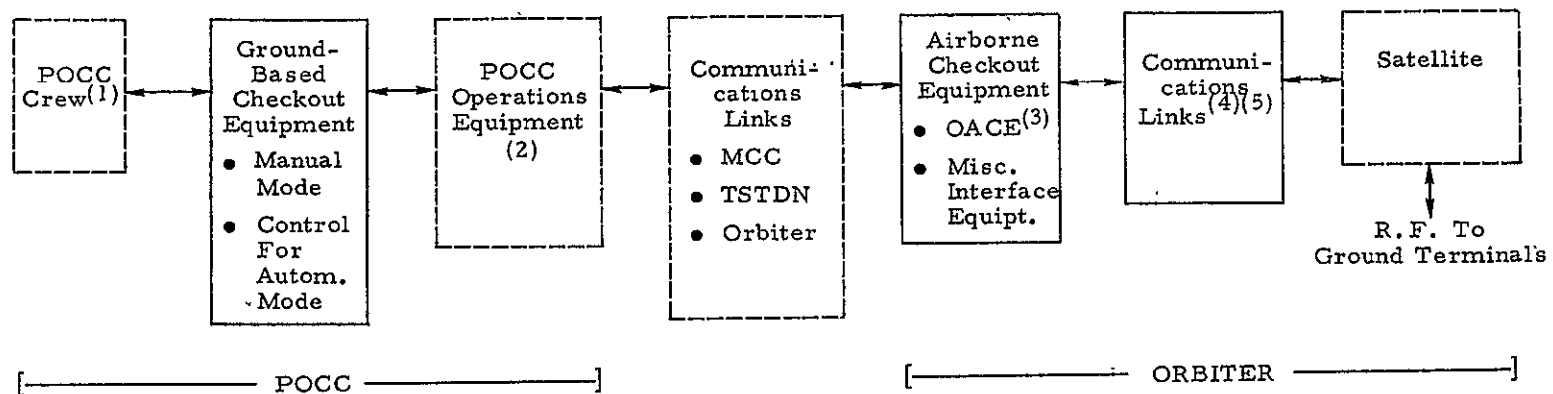 POCC
Crew(1)
Ground-
Based
Checkout
Equipment
● Manual
Mode
● Control
For
Autom.
Mode
POCC
Operations
Equipment
(2)
Communi-
cations
Links
● MCC
● TSTDN
● Orbiter
Airborne
Checkout
Equipment
● OACE(3)
● Misc.
Interface
Equipt.
Communi-
cations
Links(4)(5)
Satellite
R.F. To
Ground Terminals
[ POCC ]
[ ORBITER ]